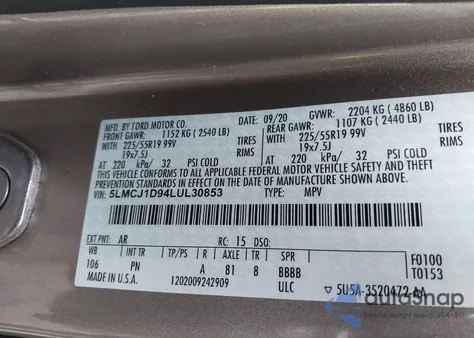 MFD. BY FORD MOTOR CO.
09/20 GVWR: 2204 KG ( 4860 LB)
FRONT GAWR: 1152 KG ( 2540 LB) REAR GAWR: 1107 KG ( 2440 LB)
WITH 225/55R19 99V TIRES WITH 225/55R19 99V TIRES
19x7.5J RIMS 19x7.5J RIMS
AT 220 kPa/ 32 PSI COLD AT 220 kPa/ 32 PSI COLD
THIS VEHICLE CONFORMS TO ALL APPLICABLE FEDERAL MOTOR VEHICLE SAFETY AND THEFT PREVENTION STANDARDS IN EFFECT ON THE DATE OF MANUFACTURE SHOWN ABOVE.
VIN: 5LMCJ1D94LUL30853 TYPE: MPV
EXT PNT: AR RC: 15 DSO:
WB INT TR TP/PS R AXLE TR SPR
106 PN A 81 8 BBBB
F0100
T0153
MADE IN U.S.A. 1202009242909 ULC ▽ 5U5A-3520472-AA
autosnap